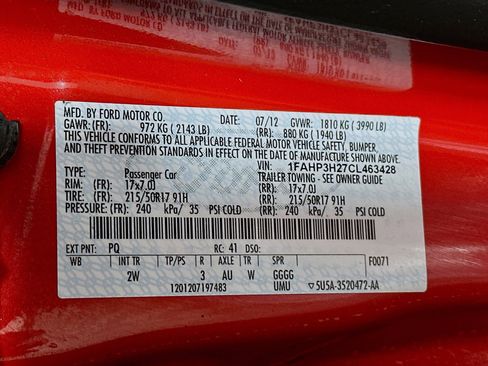 MFD. BY FORD MOTOR CO.
DATE: 07/12 GVWR: 1810 KG ( 3990 LB)
GAWR: (FR): 972 KG ( 2143 LB) (RR): 880 KG ( 1940 LB)
THIS VEHICLE CONFORMS TO ALL APPLICABLE FEDERAL MOTOR VEHICLE SAFETY, BUMPER,
AND THEFT PREVENTION STANDARDS IN EFFECT ON THE DATE OF MANUFACTURE SHOWN ABOVE.
VIN: 1FAHP3H27CL463428
TYPE: Passenger Car TRAILER TOWING - SEE OWNER GUIDE
RIM: (FR): 17x7.0J (RR): 17x7.0J
TIRE: (FR): 215/50R17 91H (RR): 215/50R17 91H
PRESSURE: (FR): 240 kPa/ 35 PSI COLD (RR): 240 kPa/ 35 PSI COLD
EXT PNT: PQ RC: 41 DSO:
WB INT TR TP/PS R AXLE TR SPR F0071
2W 3 AU W GGGG
1201207197483 UMU 5U5A-3520472-AA